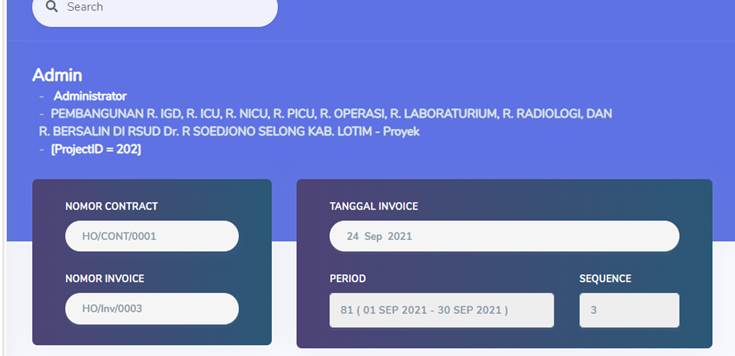 Search
Admin
- Administrator
- PEMBANGUNAN R. IGD, R. ICU, R. NICU, R. PICU, R. OPERASI, R. LABORATURIUM, R. RADIOLOGI, DAN
R. BERSALIN DI RSUD Dr. R SOEDJONO SELONG KAB. LOTIM - Proyek
- [ProjectID = 202]
NOMOR CONTRACT
HO/CONT/0001
NOMOR INVOICE
HO/Inv/0003
TANGGAL INVOICE
24 Sep 2021
PERIOD
81 ( 01 SEP 2021 - 30 SEP 2021 )
SEQUENCE
3